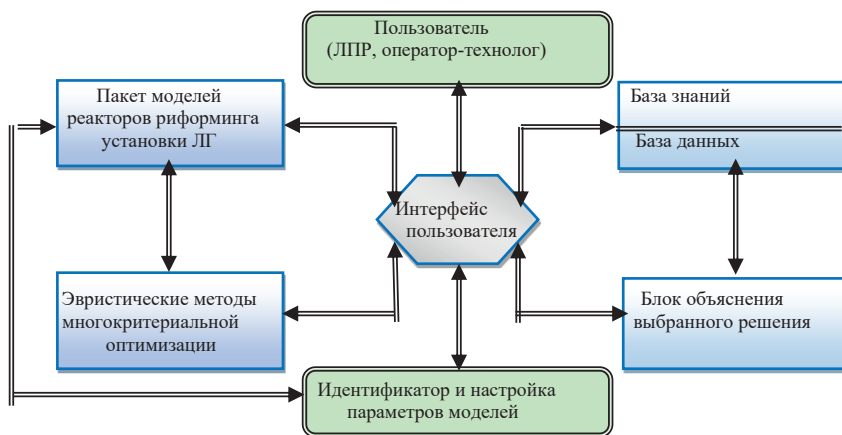 Пользователь
(ЛПР, оператор-технолог)
Пакет моделей
реакторов риформинга
установки ЛГ
База знаний
База данных
Интерфейс
пользователя
Эвристические методы
многокритериальной
оптимизации
Блок объяснения
выбранного решения
Идентификатор и настройка
параметров моделей